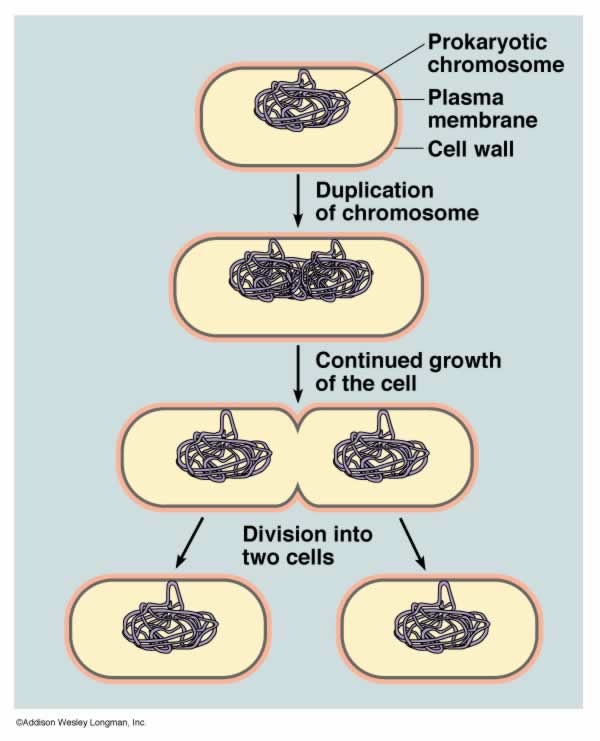 Prokaryotic
chromosome
Plasma
membrane
Cell wall
Duplication
of chromosome
Continued growth
of the cell
Division into
two cells
©Addison Wesley Longman, Inc.